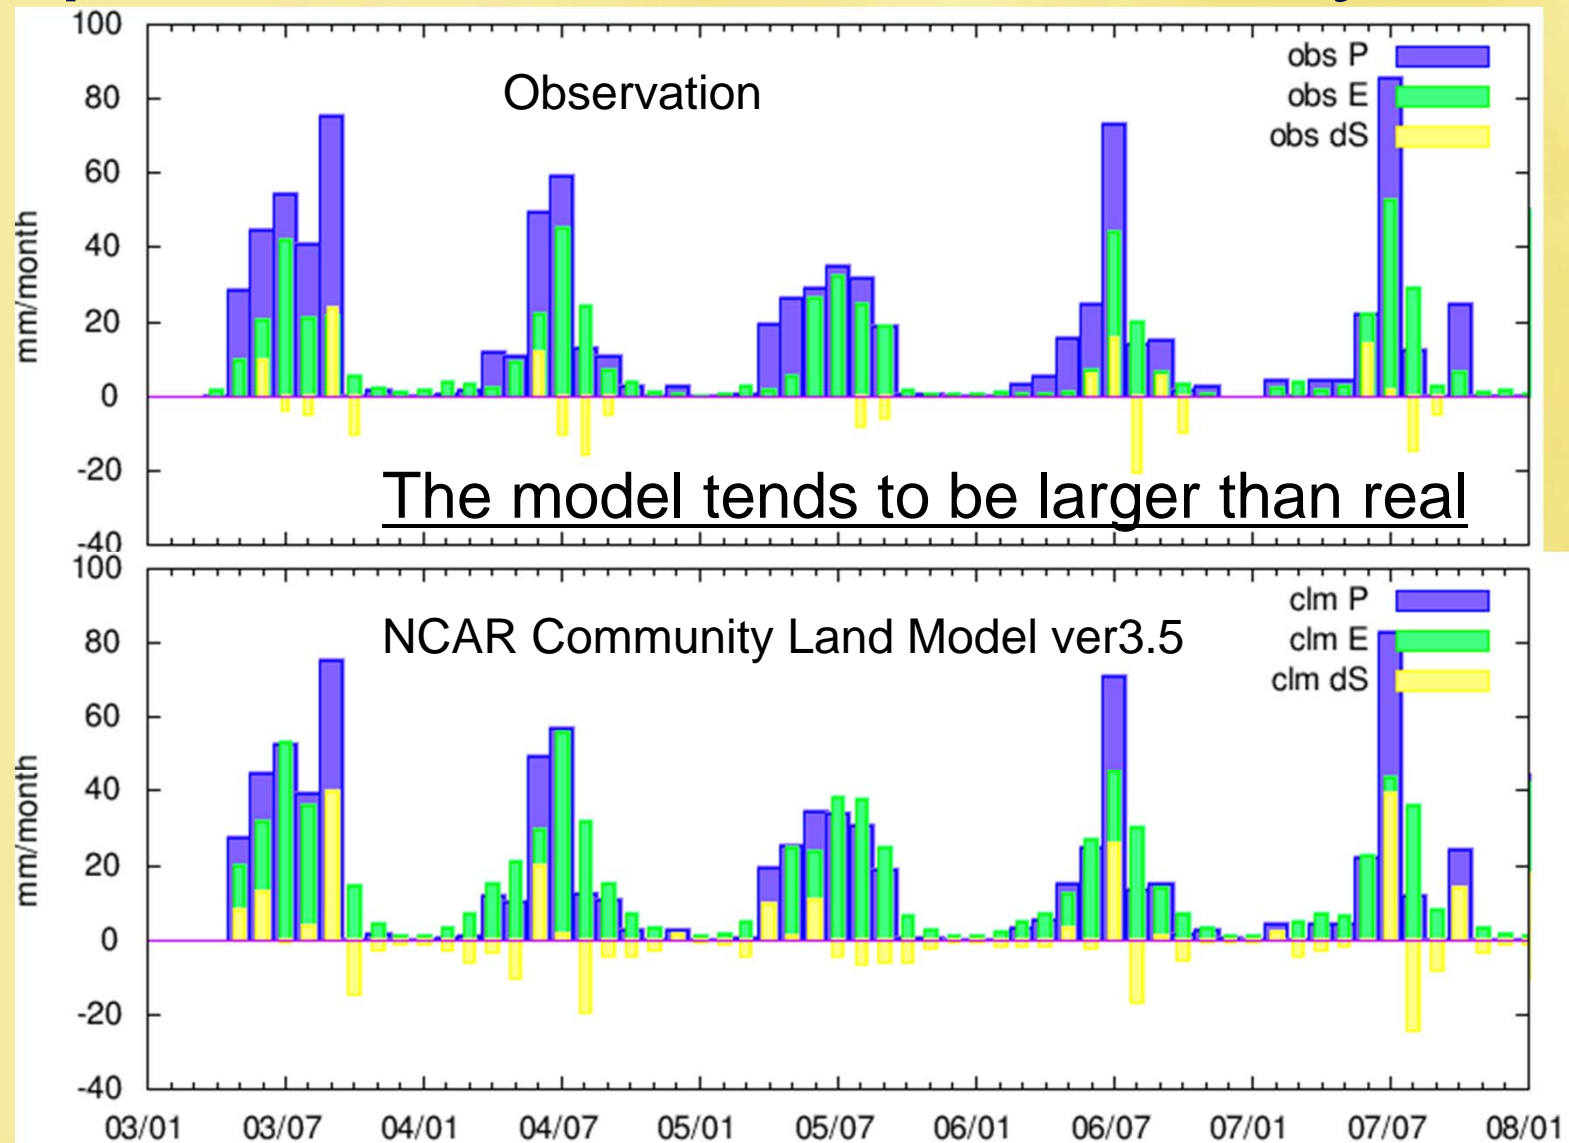 100
80
60
40
20
0
-20
-40
mm/month
Observation
obs P
obs E
obs dS
The model tends to be larger than real
100
80
60
40
20
0
-20
-40
mm/month
NCAR Community Land Model ver3.5
clm P
clm E
clm dS
03/01 03/07 04/01 04/07 05/01 05/07 06/01 06/07 07/01 07/07 08/01